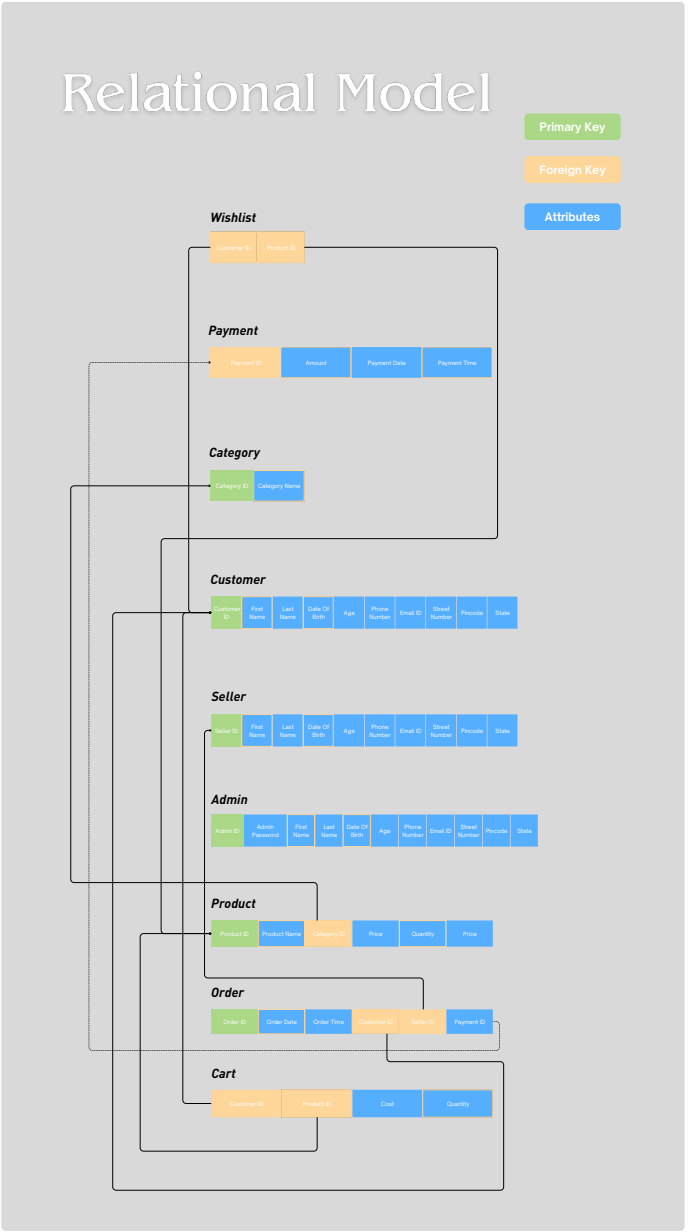 Relational Model
Primary Key
Foreign Key
Attributes
Wishlist
Customer ID Product ID
Payment
Payment ID Amount Payment Date Payment Time
Category
Category ID Category Name
Customer
Customer ID First Name Last Name Date Of Birth Age Phone Number Email ID Street Number Pincode State
Seller
Seller ID First Name Last Name Date Of Birth Age Phone Number Email ID Street Number Pincode State
Admin
Admin ID Admin Password First Name Last Name Date Of Birth Age Phone Number Email ID Street Number Pincode State
Product
Product ID Product Name Category ID Price Quantity Price
Order
Order ID Order Date Order Time Customer ID Seller ID Payment ID
Cart
Customer ID Product ID Cost Quantity